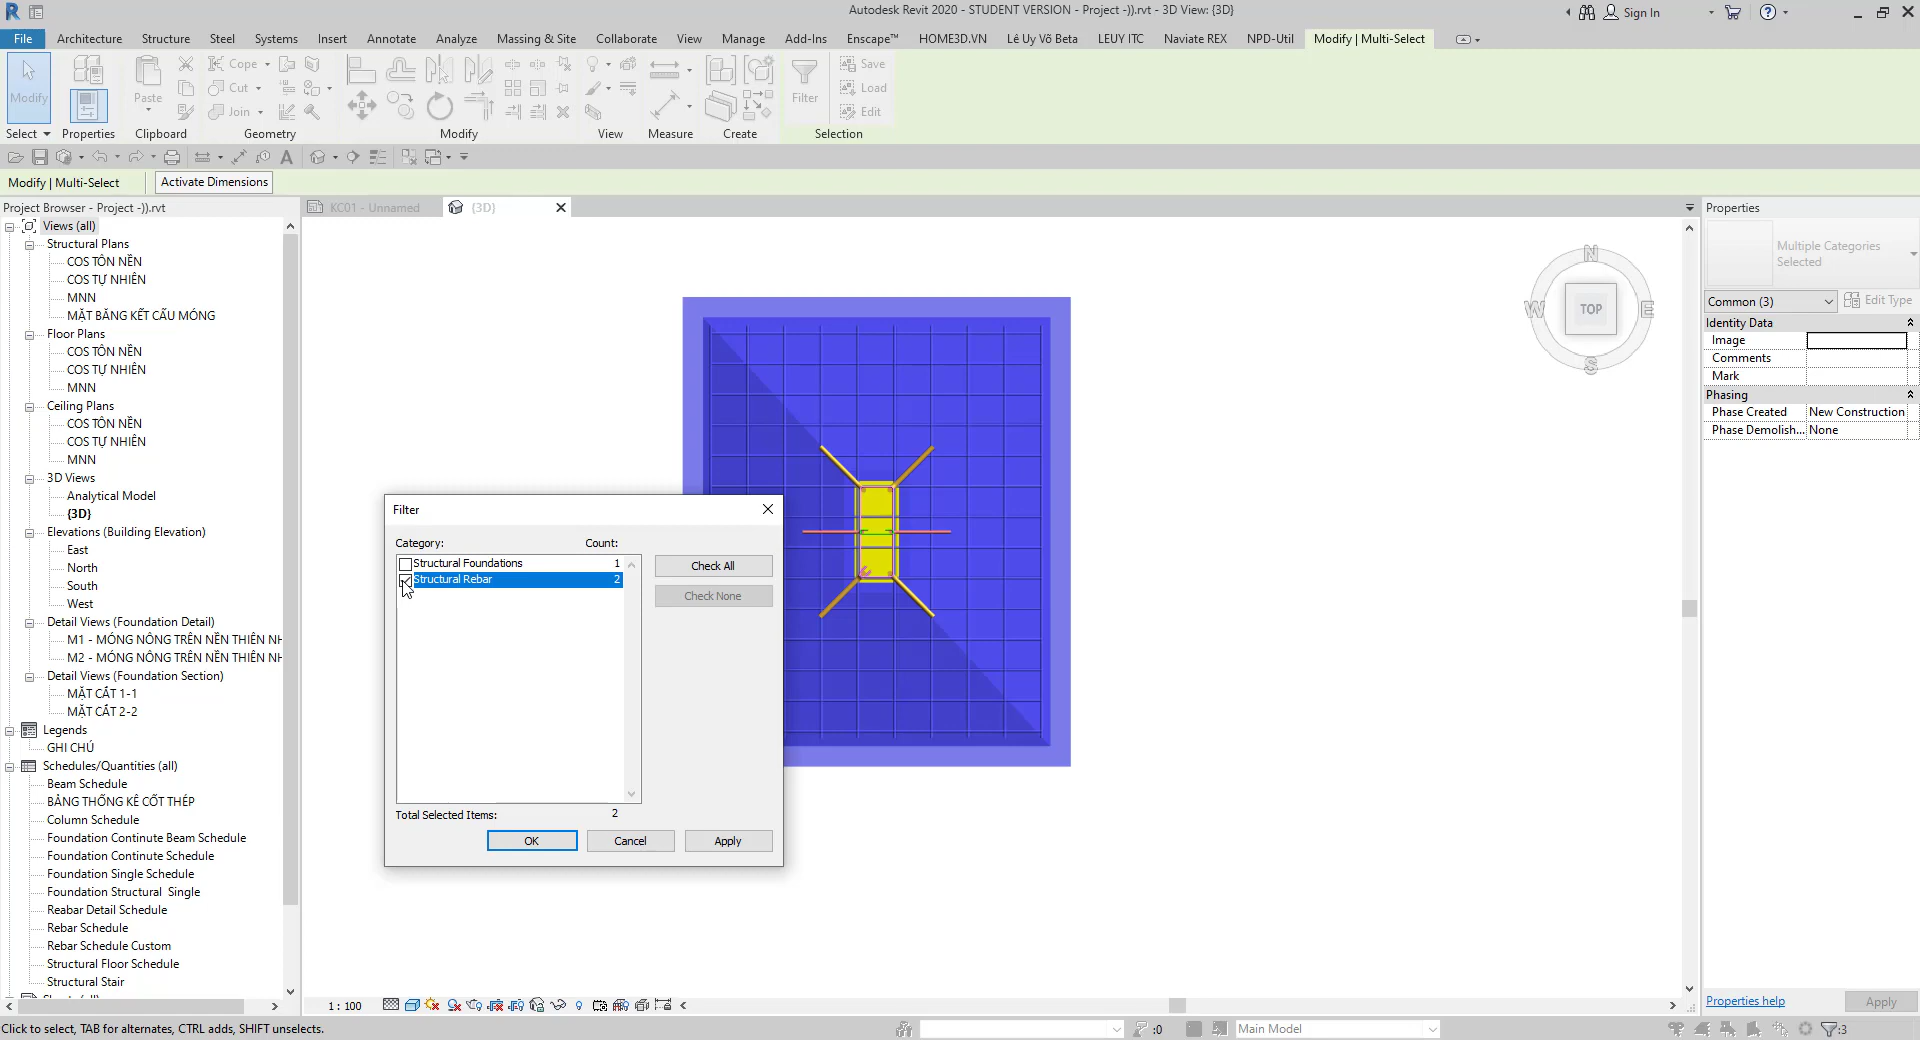 Autodesk Revit 2020 - STUDENT VERSION - Project -)).rvt - 3D View: {3D}
Sign In
File Architecture Structure Steel Systems Insert Annotate Analyze Massing & Site Collaborate View Manage Add-Ins Enscape™ HOME3D.VN Lê Uy Võ Beta LEUY ITC Naviate REX NPD-Util Modify | Multi-Select
Modify Paste Cope Cut Join Filter Save Load Edit
Select Properties Clipboard Geometry Modify View Measure Create Selection
Modify | Multi-Select Activate Dimensions
Project Browser - Project -)).rvt
KC01 - Unnamed {3D}
Properties
Views (all)
Structural Plans
COS TÔN NỀN
COS TỰ NHIÊN
MNN
MẶT BẰNG KẾT CẤU MÓNG
Floor Plans
COS TÔN NỀN
COS TỰ NHIÊN
MNN
Ceiling Plans
COS TÔN NỀN
COS TỰ NHIÊN
MNN
3D Views
Analytical Model
{3D}
Elevations (Building Elevation)
East
North
South
West
Detail Views (Foundation Detail)
M1 - MÓNG NÔNG TRÊN NỀN THIÊN NH
M2 - MÓNG NÔNG TRÊN NỀN THIÊN NH
Detail Views (Foundation Section)
MẶT CẮT 1-1
MẶT CẮT 2-2
Legends
GHI CHÚ
Schedules/Quantities (all)
Beam Schedule
BẢNG THỐNG KÊ CỐT THÉP
Column Schedule
Foundation Continute Beam Schedule
Foundation Continute Schedule
Foundation Single Schedule
Foundation Structural Single
Reabar Detail Schedule
Rebar Schedule
Rebar Schedule Custom
Structural Floor Schedule
Structural Stair
N
W TOP E
S
Filter
Category: Count:
Structural Foundations 1
Structural Rebar 2
Check All
Check None
Total Selected Items: 2
OK Cancel Apply
Multiple Categories
Selected
Common (3) Edit Type
Identity Data
Image
Comments
Mark
Phasing
Phase Created New Construction
Phase Demolish... None
Properties help Apply
1 : 100
Click to select, TAB for alternates, CTRL adds, SHIFT unselects.
:0 Main Model :3